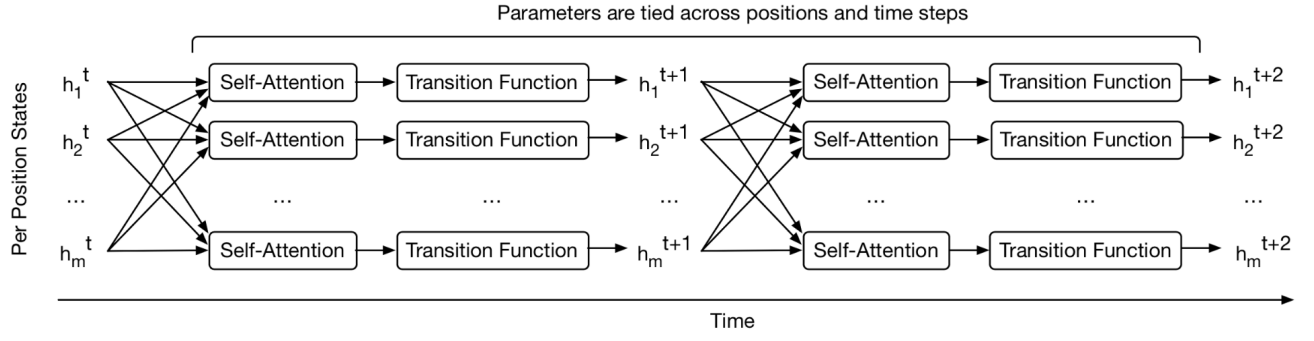 Parameters are tied across positions and time steps
Per Position States
h₁ᵗ Self-Attention Transition Function h₁ᵗ⁺¹ Self-Attention Transition Function h₁ᵗ⁺²
h₂ᵗ Self-Attention Transition Function h₂ᵗ⁺¹ Self-Attention Transition Function h₂ᵗ⁺²
... ... ... ... ... ... ...
hₘᵗ Self-Attention Transition Function hₘᵗ⁺¹ Self-Attention Transition Function hₘᵗ⁺²
Time